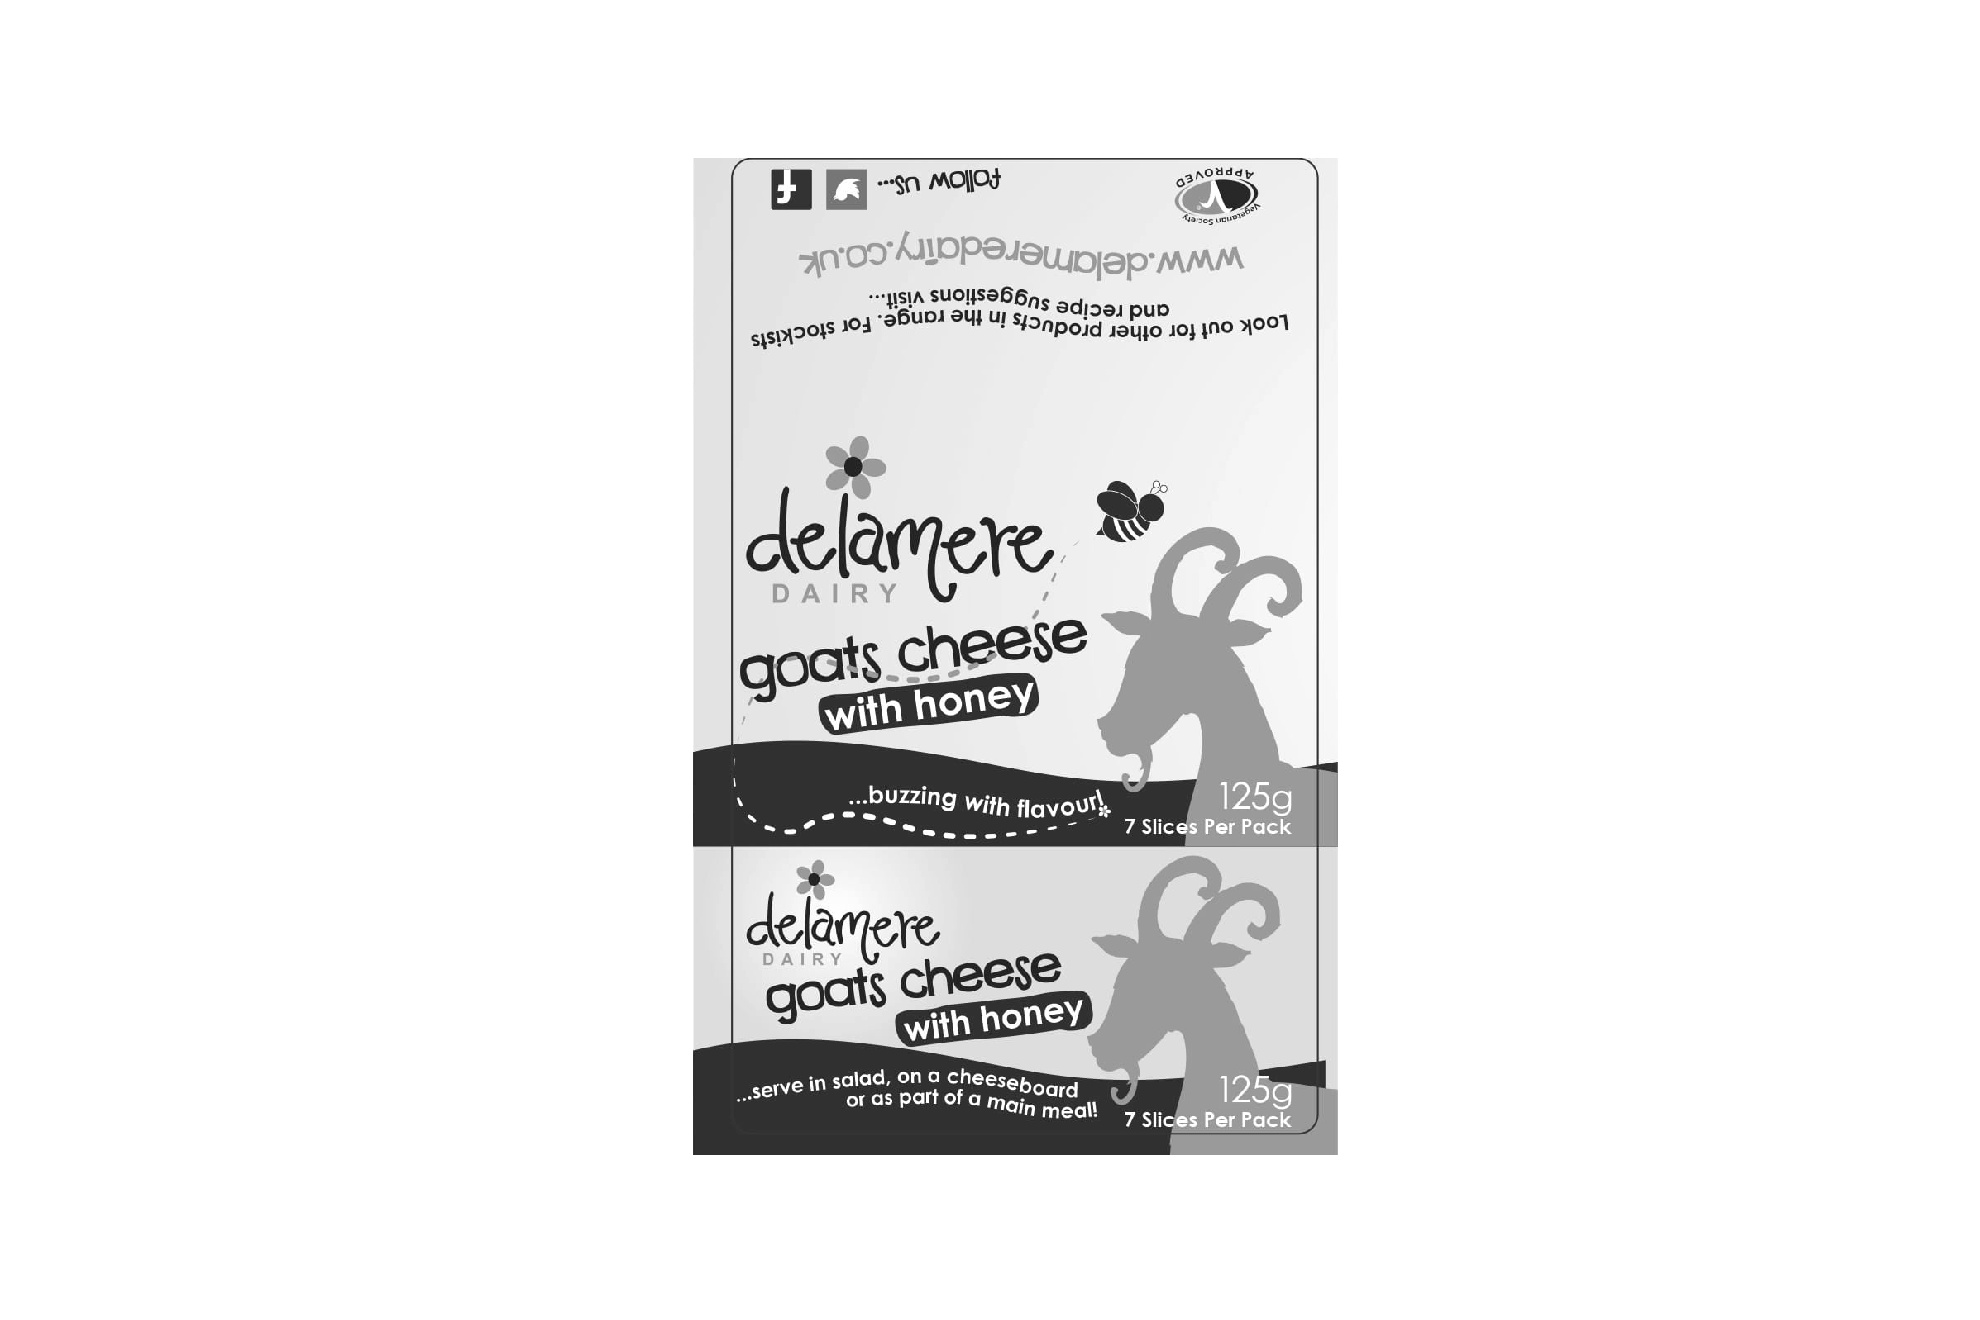 follow us...
Vegetarian Society
APPROVED
www.delameredairy.co.uk
Look out for other products in the range. For stockists
and recipe suggestions visit...
delamere
DAIRY
goats cheese
with honey
...buzzing with flavour!
125g
7 Slices Per Pack
delamere
DAIRY
goats cheese
with honey
...serve in salad, on a cheeseboard
or as part of a main meal!
125g
7 Slices Per Pack